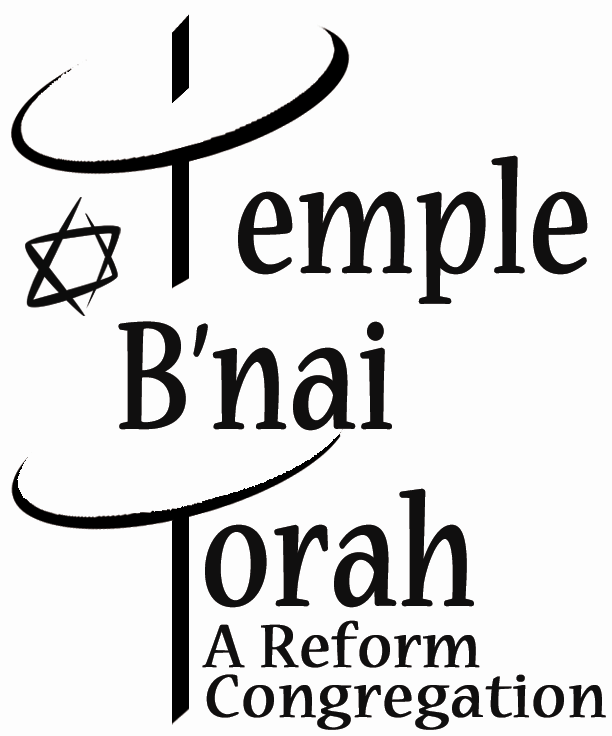 Temple
B'nai
Torah
A Reform
Congregation